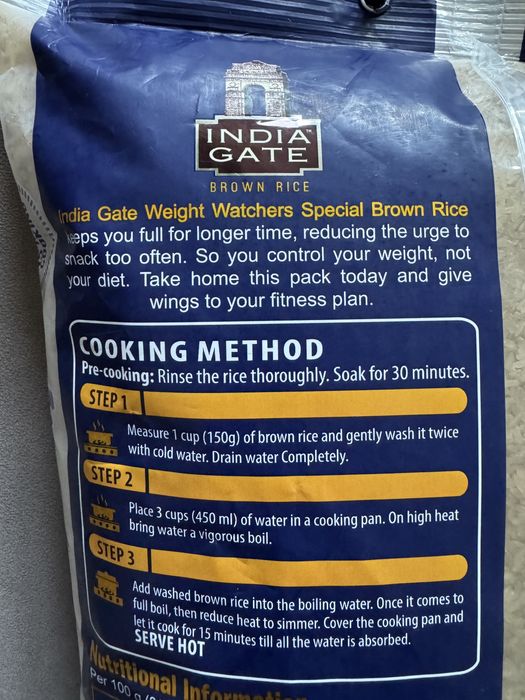 INDIA
GATE
BROWN RICE
India Gate Weight Watchers Special Brown Rice
keeps you full for longer time, reducing the urge to
snack too often. So you control your weight, not
your diet. Take home this pack today and give
wings to your fitness plan.
COOKING METHOD
Pre-cooking: Rinse the rice thoroughly. Soak for 30 minutes.
STEP 1
Measure 1 cup (150g) of brown rice and gently wash it twice
with cold water. Drain water Completely.
STEP 2
Place 3 cups (450 ml) of water in a cooking pan. On high heat
bring water a vigorous boil.
STEP 3
Add washed brown rice into the boiling water. Once it comes to
full boil, then reduce heat to simmer. Cover the cooking pan and
let it cook for 15 minutes till all the water is absorbed.
SERVE HOT
Nutritional Information
Per 100 g